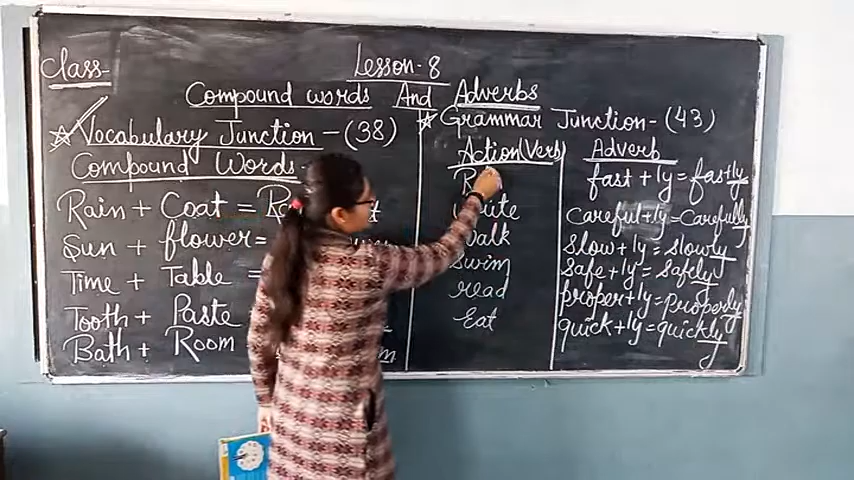 Class-
Lesson-8
Compound words And Adverbs
Vocabulary Junction-(38)
Compound Words-
Rain + Coat =
Sun + flower=
Time + Table =
Tooth + Paste
Bath + Room
Grammar Junction-(43)
Action(Verb)
write
walk
swim
read
Eat
Adverb
fast + ly = fastly
careful+ly=Carefully
slow+ly=slowly
safe+ly=safely
proper+ly=properly
quick+ly=quickly